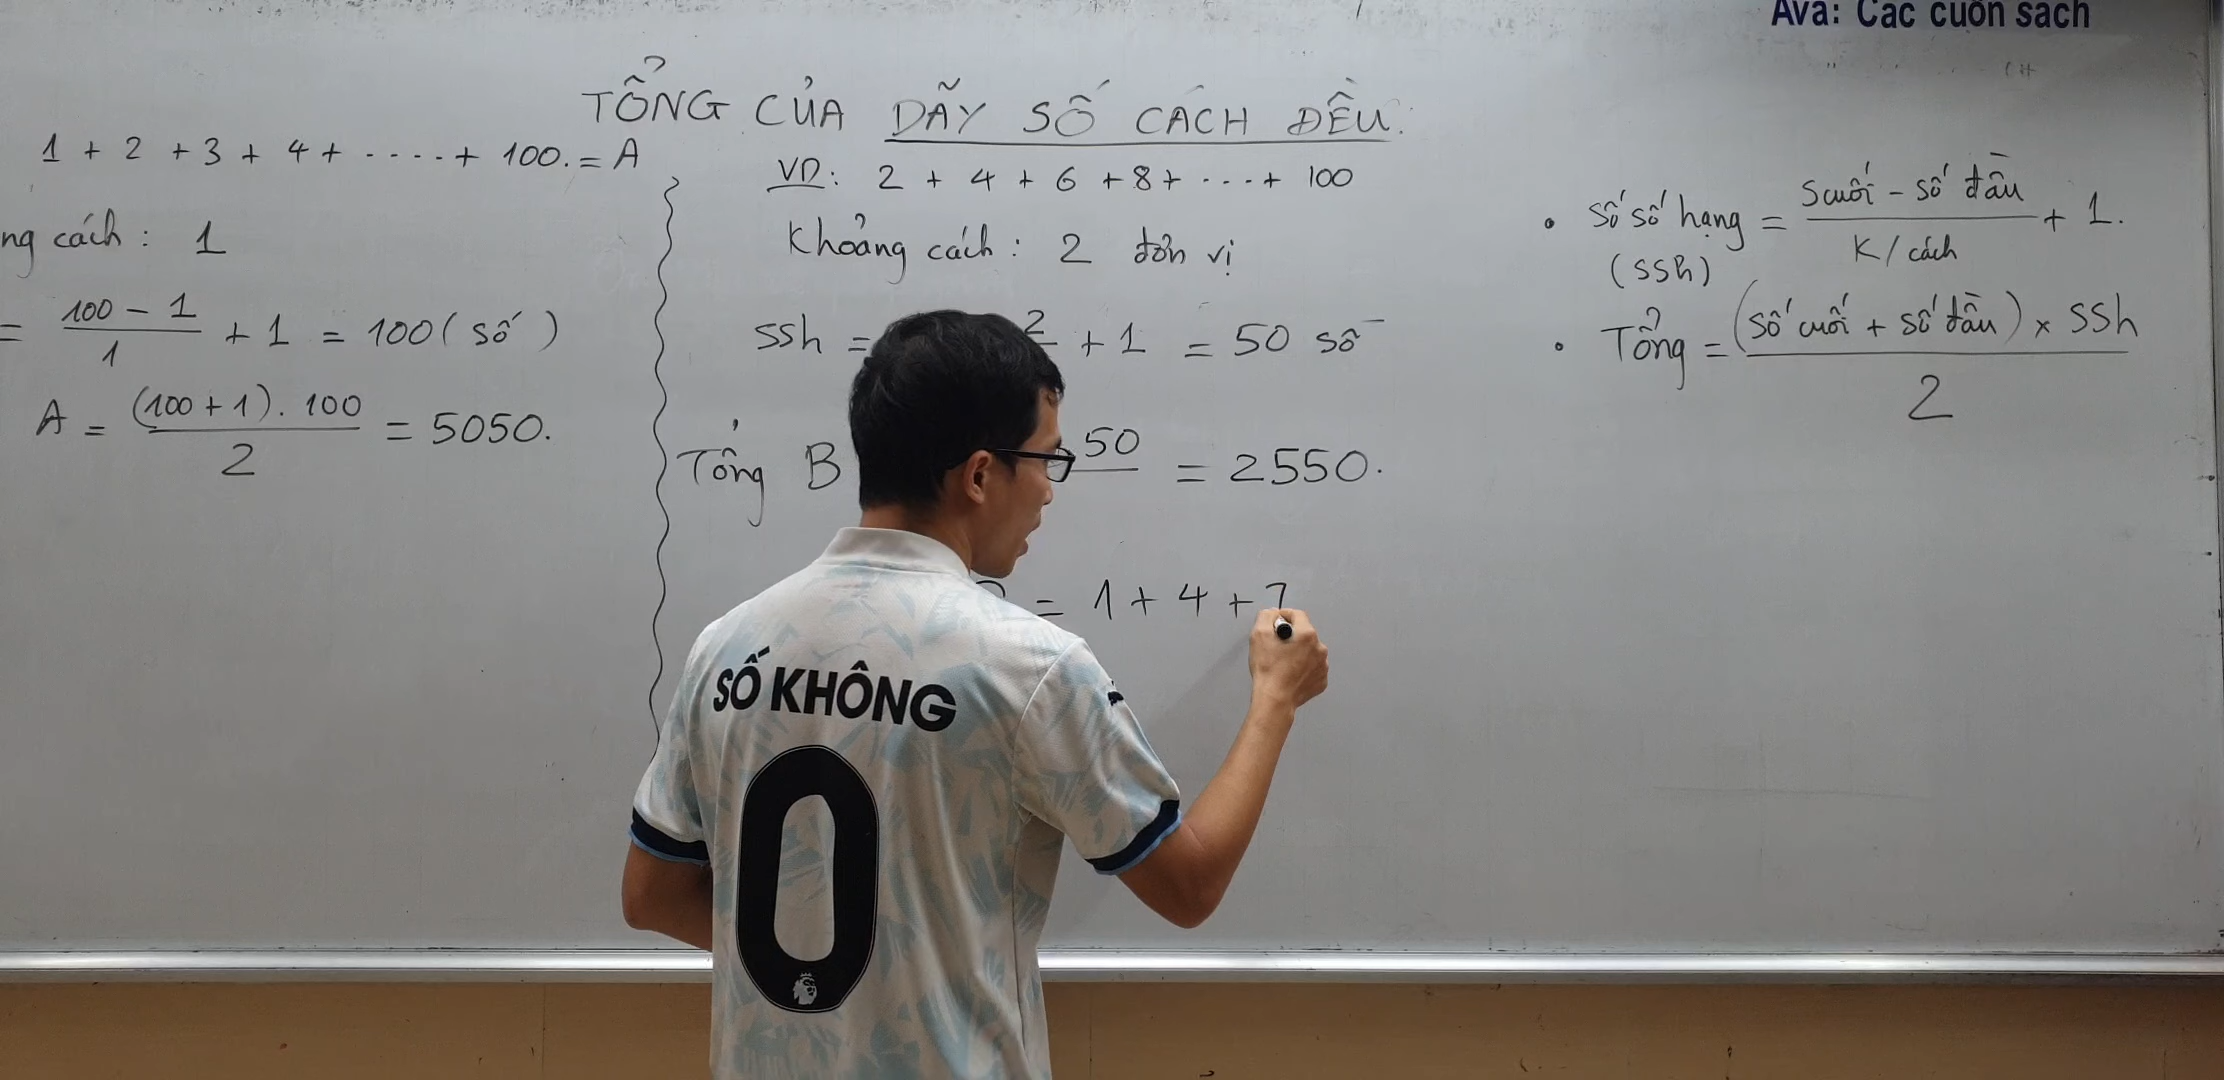 Ava: Các cuốn sách
TỔNG CỦA DÃY SỐ CÁCH ĐỀU.
1 + 2 + 3 + 4 + ....+ 100. = A
ng cách : 1
= (100 - 1)/1 + 1 = 100 ( số )
A = (100 + 1) . 100 / 2 = 5050.
VD: 2 + 4 + 6 + 8 + ...+ 100
Khoảng cách : 2 đơn vị
ssh = 2 + 1 = 50 số
Tổng B 50 = 2550.
= 1 + 4 + 7
• Số số hạng = (Scuối - số đầu)/(K/cách) + 1.
(ssh)
• Tổng = (số cuối + số đầu) x ssh / 2
SỐ KHÔNG
0